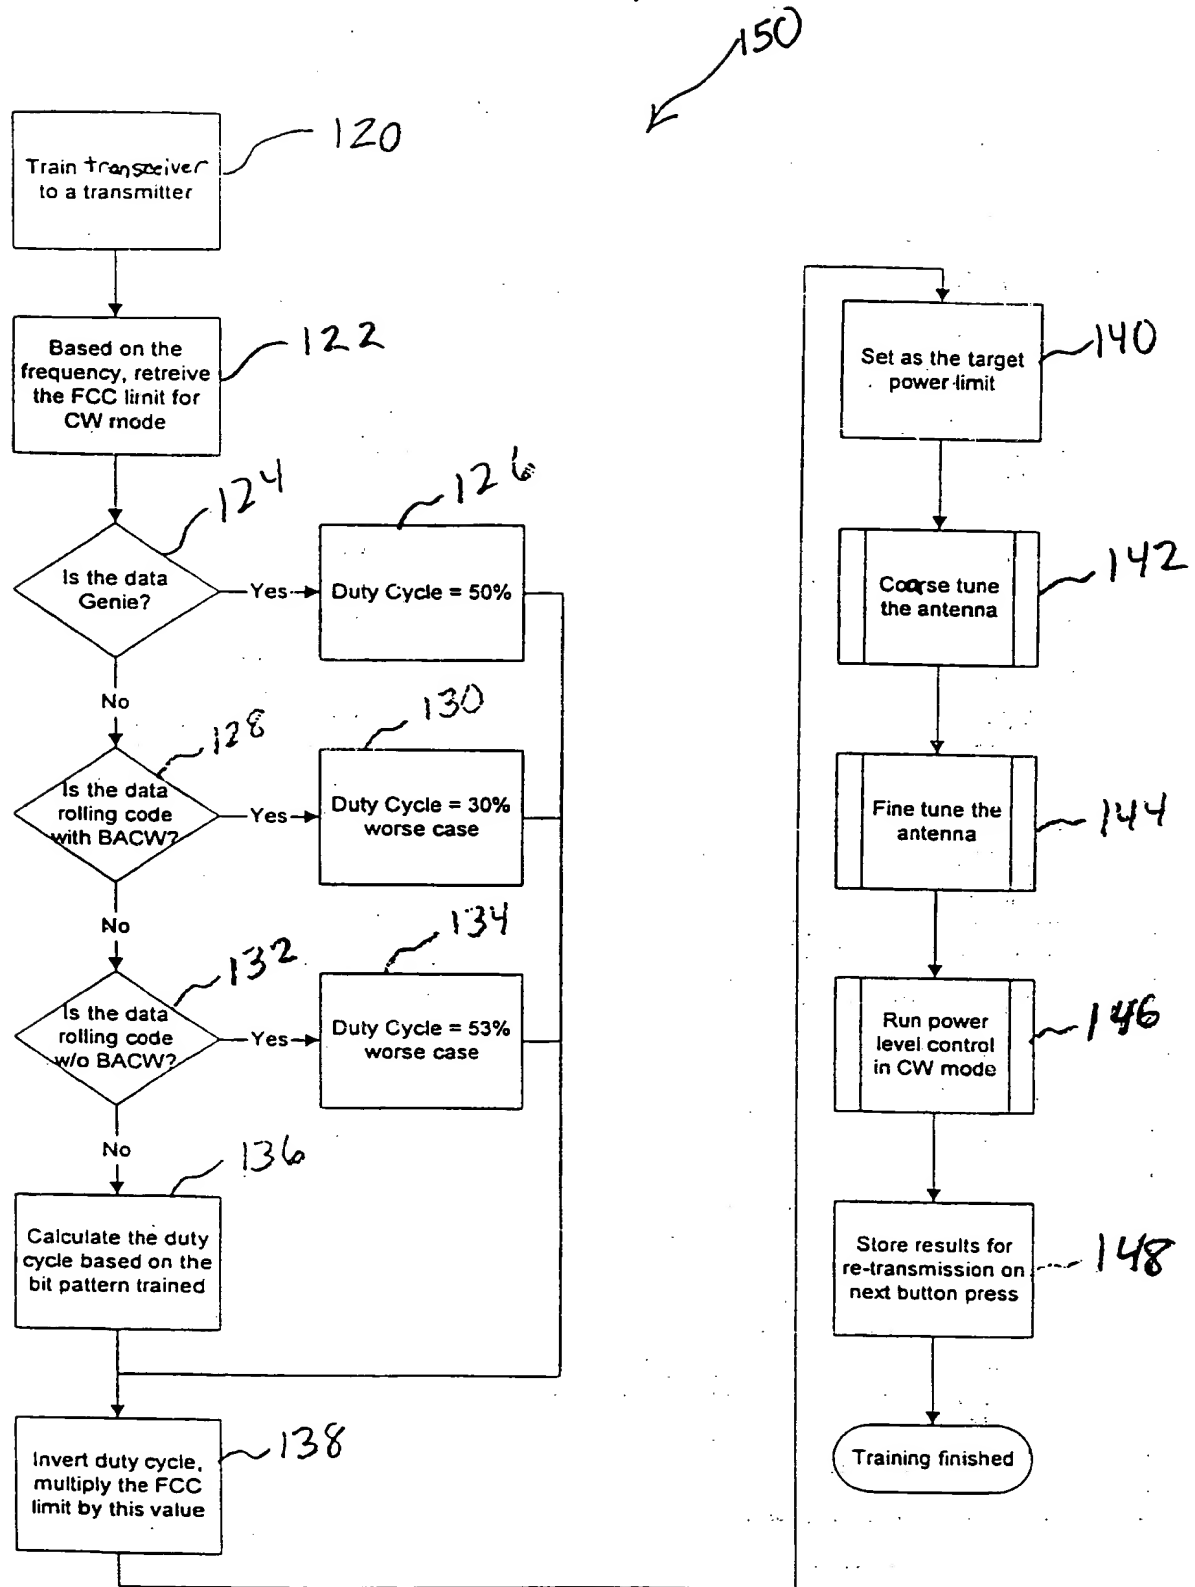 150
120
Train transceiver
to a transmitter
122
Based on the
frequency, retreive
the FCC limit for
CW mode
124
Is the data
Genie?
Yes
126
Duty Cycle = 50%
No
128
Is the data
rolling code
with BACW?
Yes
130
Duty Cycle = 30%
worse case
No
132
Is the data
rolling code
w/o BACW?
Yes
134
Duty Cycle = 53%
worse case
No
136
Calculate the duty
cycle based on the
bit pattern trained
138
Invert duty cycle,
multiply the FCC
limit by this value
140
Set as the target
power limit
142
Coarse tune
the antenna
144
Fine tune the
antenna
146
Run power
level control
in CW mode
148
Store results for
re-transmission on
next button press
Training finished